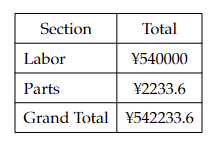 Section Total
Labor ¥540000
Parts ¥2233.6
Grand Total ¥542233.6